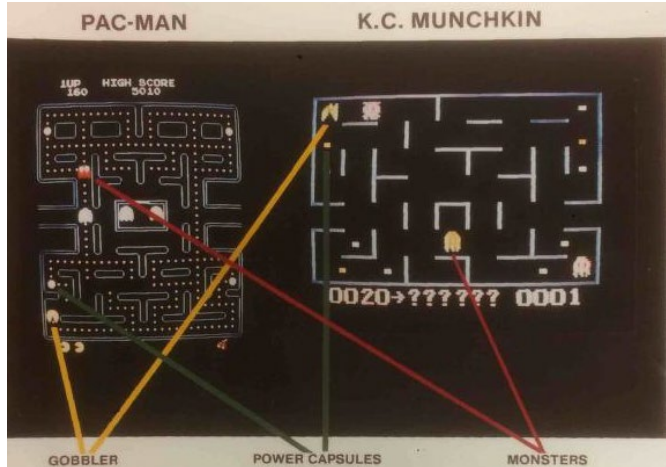 PAC-MAN
K.C. MUNCHKIN
1UP HIGH SCORE
160 5010
0020→?????? 0001
GOBBLER
POWER CAPSULES
MONSTERS